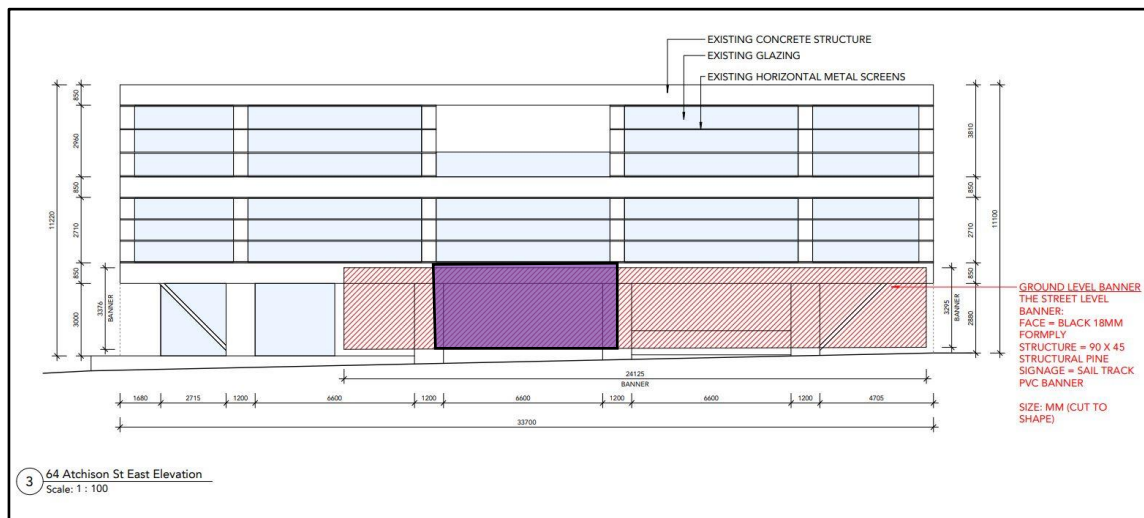 EXISTING CONCRETE STRUCTURE
EXISTING GLAZING
EXISTING HORIZONTAL METAL SCREENS
850
2960
850
2710
850
3000
11220
3376
BANNER
3810
850
2710
850
2880
11100
3295
BANNER
GROUND LEVEL BANNER
THE STREET LEVEL
BANNER:
FACE = BLACK 18MM
FORMPLY
STRUCTURE = 90 X 45
STRUCTURAL PINE
SIGNAGE = SAIL TRACK
PVC BANNER
SIZE: MM (CUT TO
SHAPE)
24125
BANNER
1680 2715 1200 6600 1200 6600 1200 6600 1200 4705
33700
3 64 Atchison St East Elevation
Scale: 1 : 100